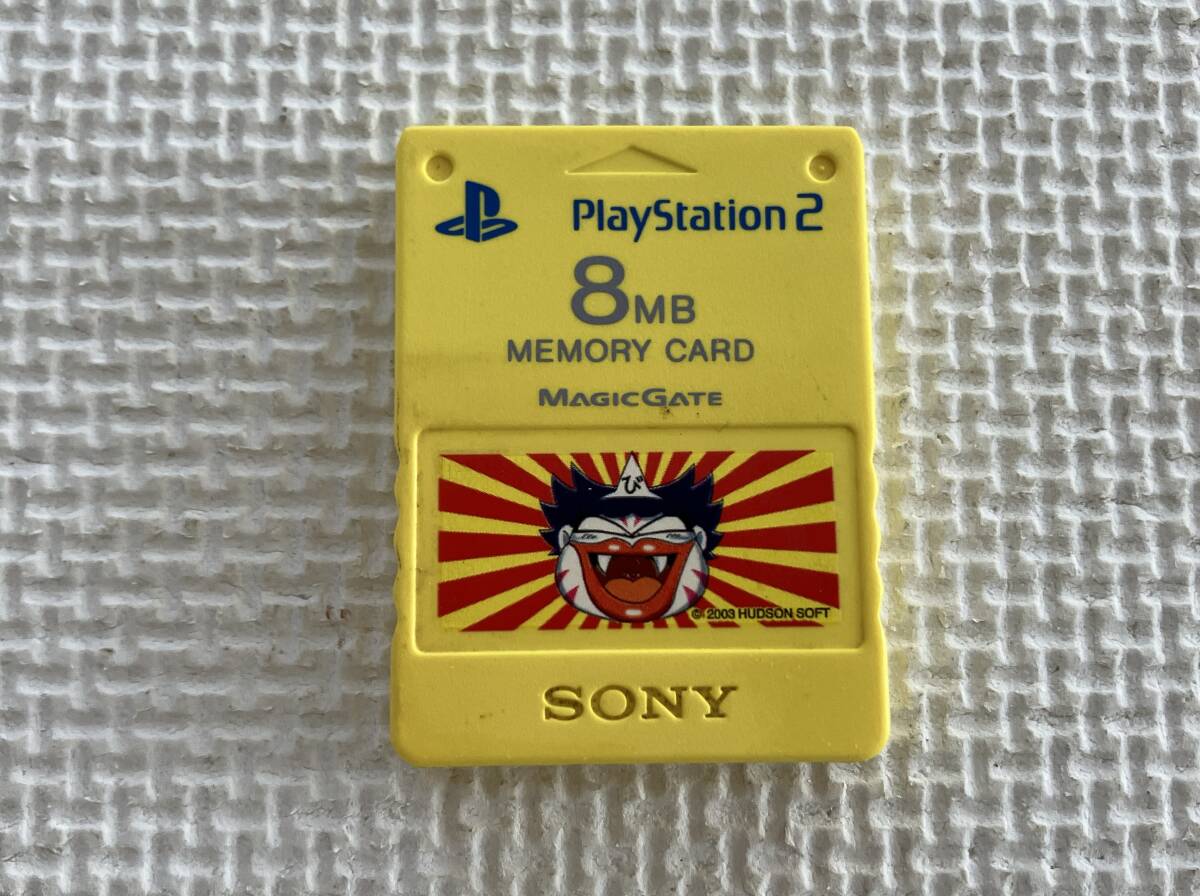 PlayStation 2
8MB
MEMORY CARD
MAGICGATE
び
© 2003 HUDSON SOFT
SONY